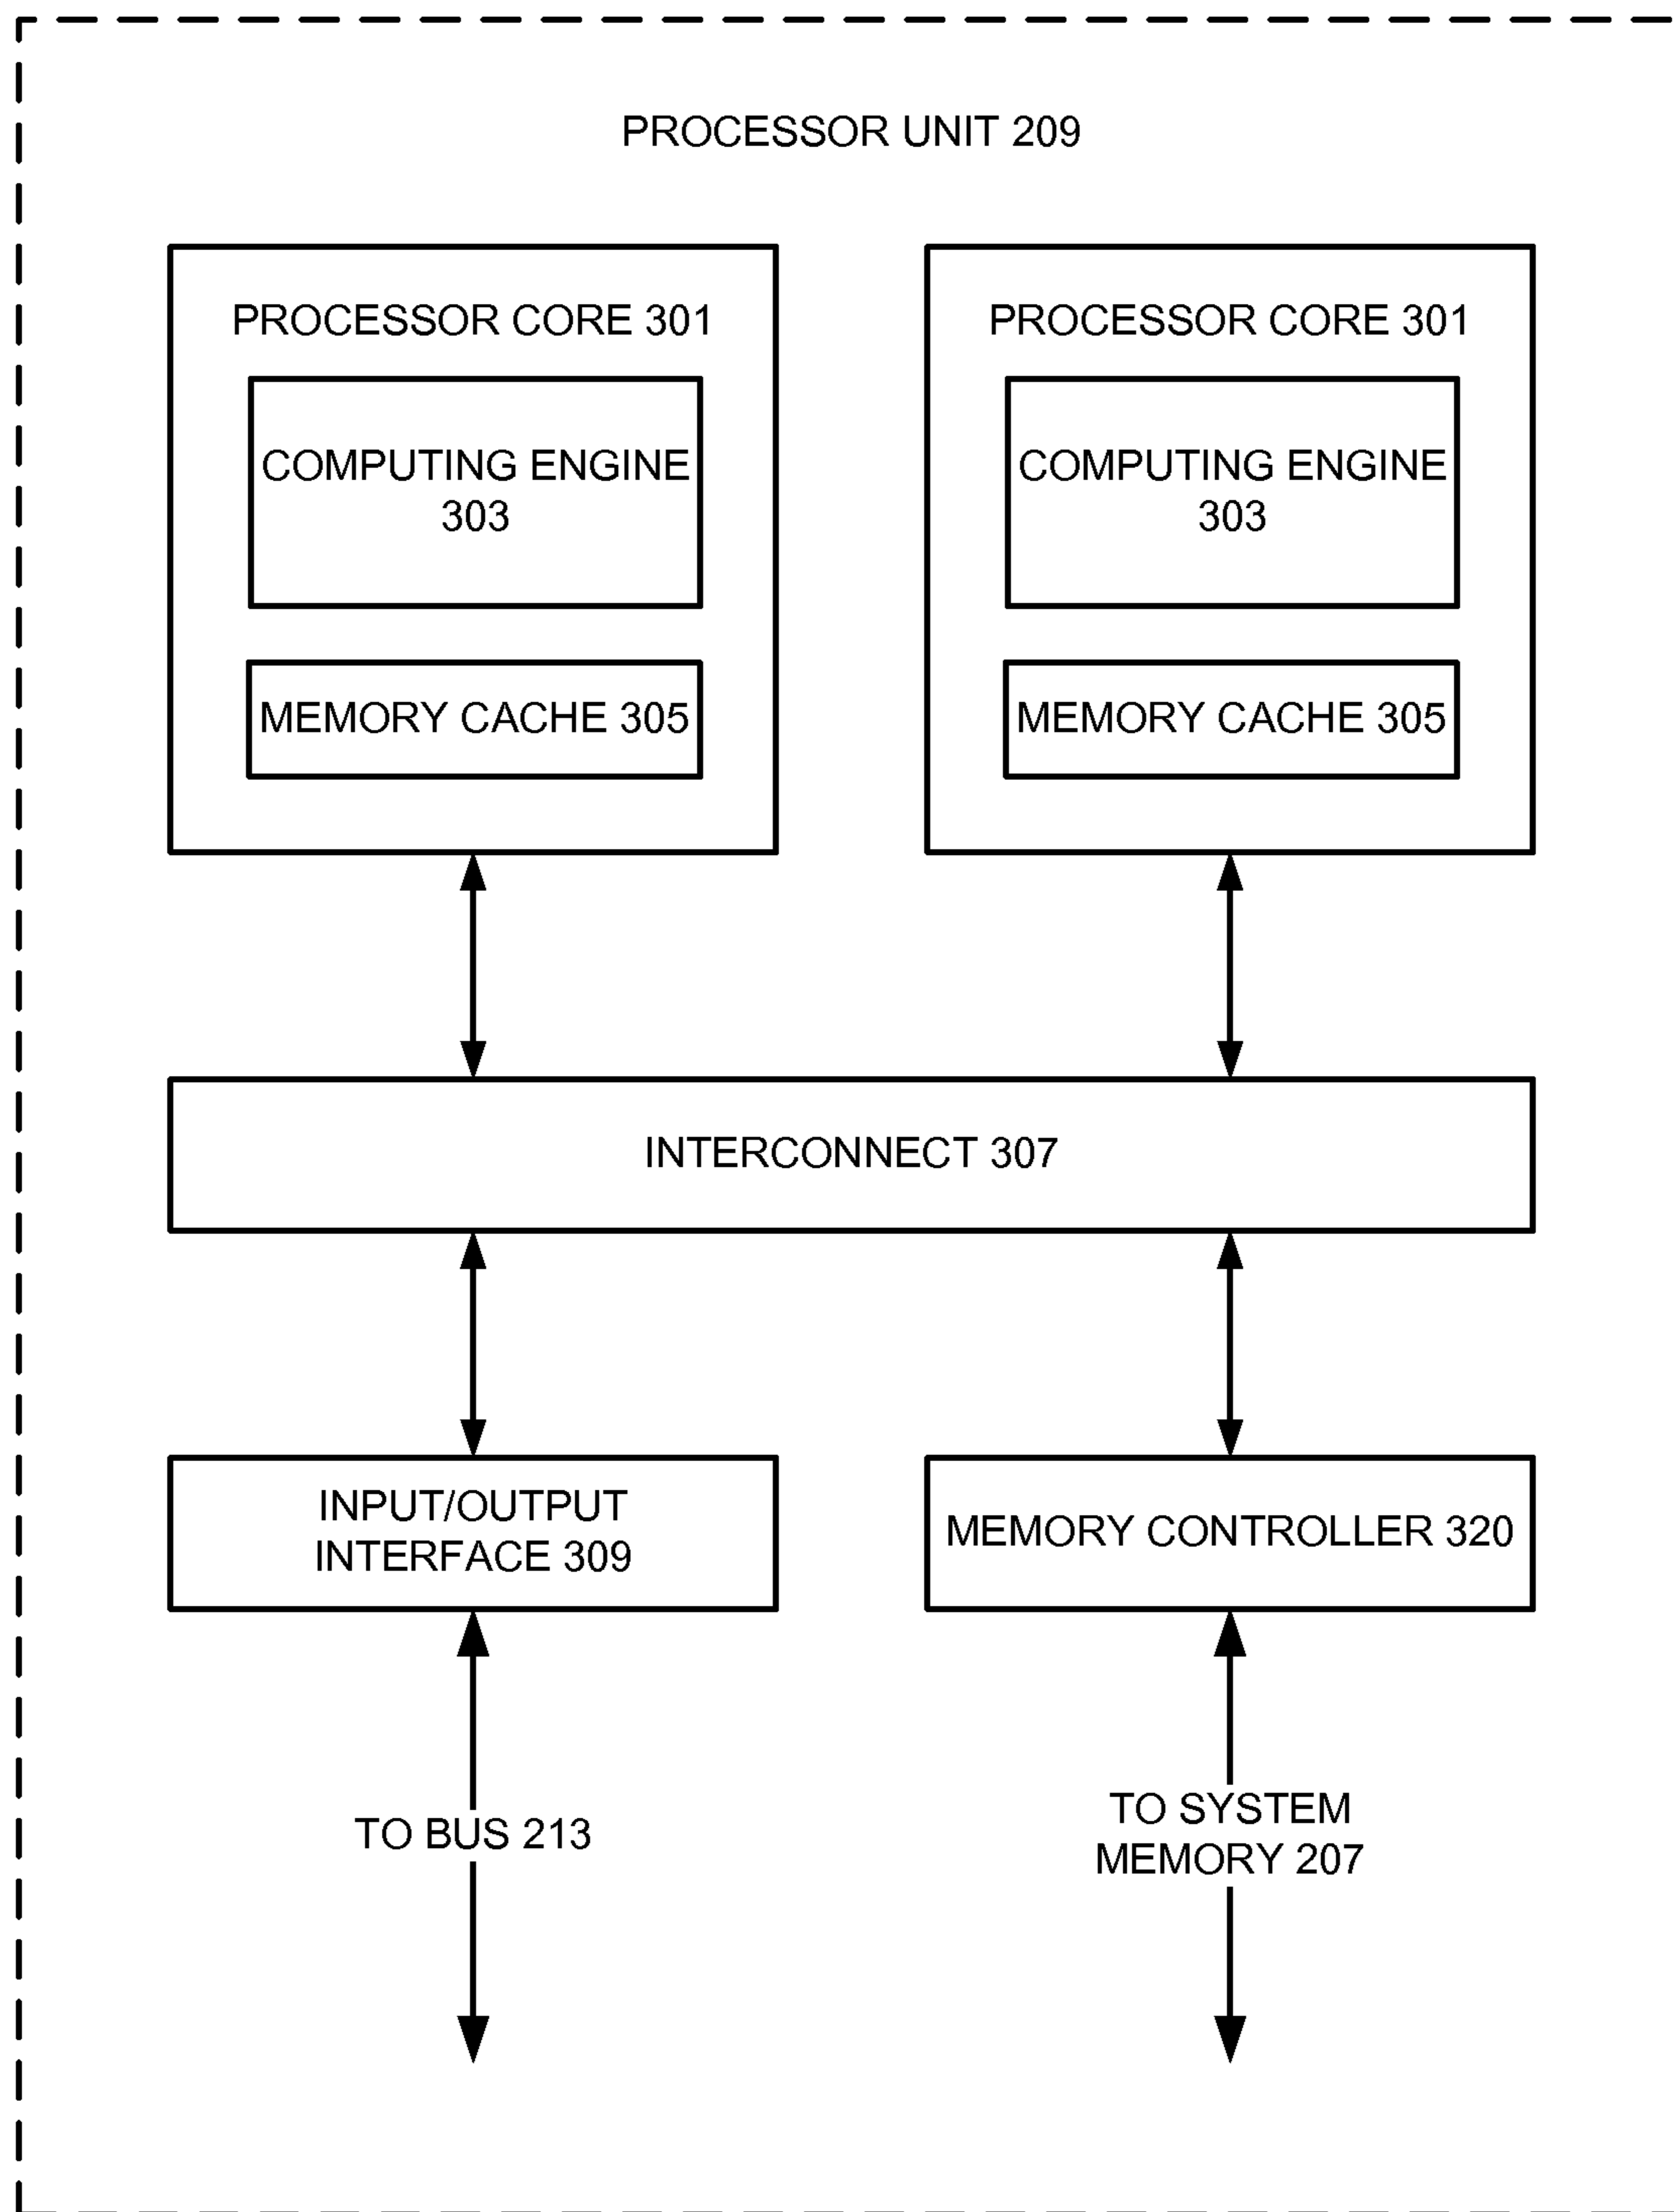 PROCESSOR UNIT 209
PROCESSOR CORE 301
COMPUTING ENGINE
303
MEMORY CACHE 305
PROCESSOR CORE 301
COMPUTING ENGINE
303
MEMORY CACHE 305
INTERCONNECT 307
INPUT/OUTPUT
INTERFACE 309
MEMORY CONTROLLER 320
TO BUS 213
TO SYSTEM
MEMORY 207